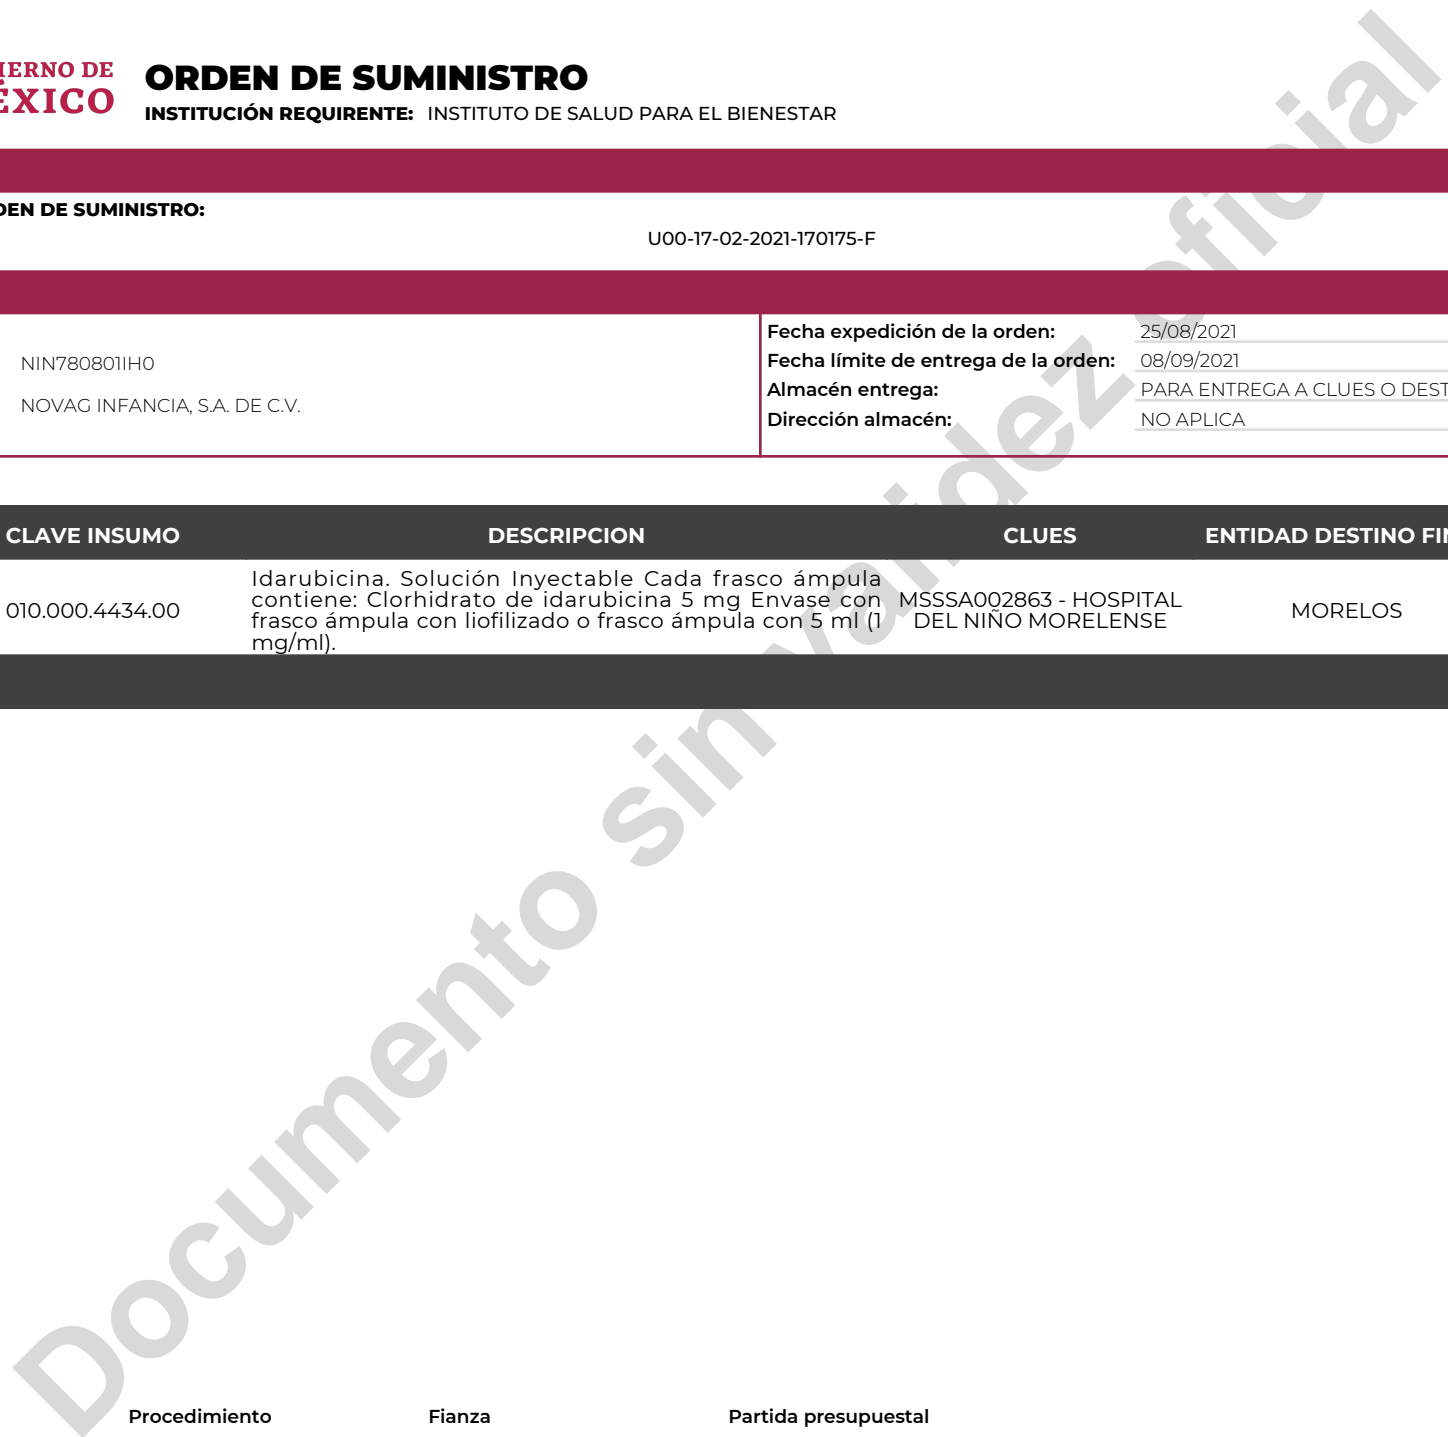 IERNO DE
ÉXICO
ORDEN DE SUMINISTRO
INSTITUCIÓN REQUIRENTE: INSTITUTO DE SALUD PARA EL BIENESTAR
DEN DE SUMINISTRO:
U00-17-02-2021-170175-F
NIN780801IH0
NOVAG INFANCIA, S.A. DE C.V.
Fecha expedición de la orden: 25/08/2021
Fecha límite de entrega de la orden: 08/09/2021
Almacén entrega: PARA ENTREGA A CLUES O DEST
Dirección almacén: NO APLICA
CLAVE INSUMO DESCRIPCION CLUES ENTIDAD DESTINO FIN
010.000.4434.00
Idarubicina. Solución Inyectable Cada frasco ámpula
contiene: Clorhidrato de idarubicina 5 mg Envase con
frasco ámpula con liofilizado o frasco ámpula con 5 ml (1
mg/ml).
MSSSA002863 - HOSPITAL
DEL NIÑO MORELENSE
MORELOS
Documento sin validez oficial
Procedimiento Fianza Partida presupuestal